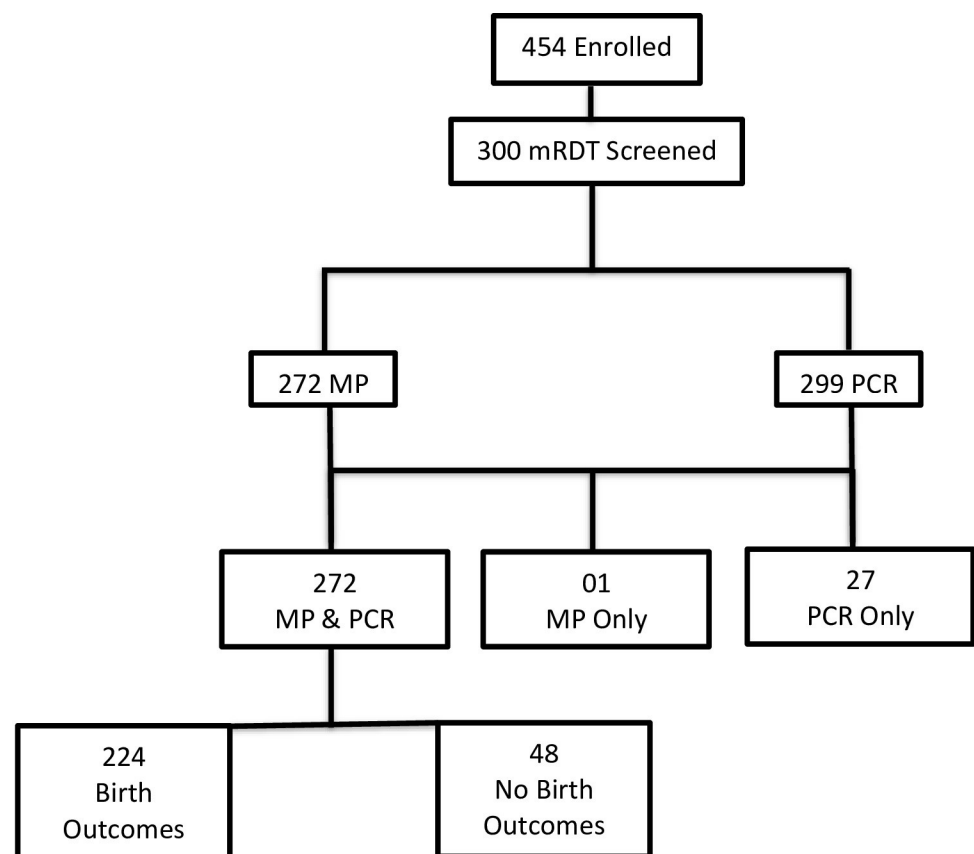 454 Enrolled
300 mRDT Screened
272 MP
299 PCR
272
MP & PCR
01
MP Only
27
PCR Only
224
Birth
Outcomes
48
No Birth
Outcomes